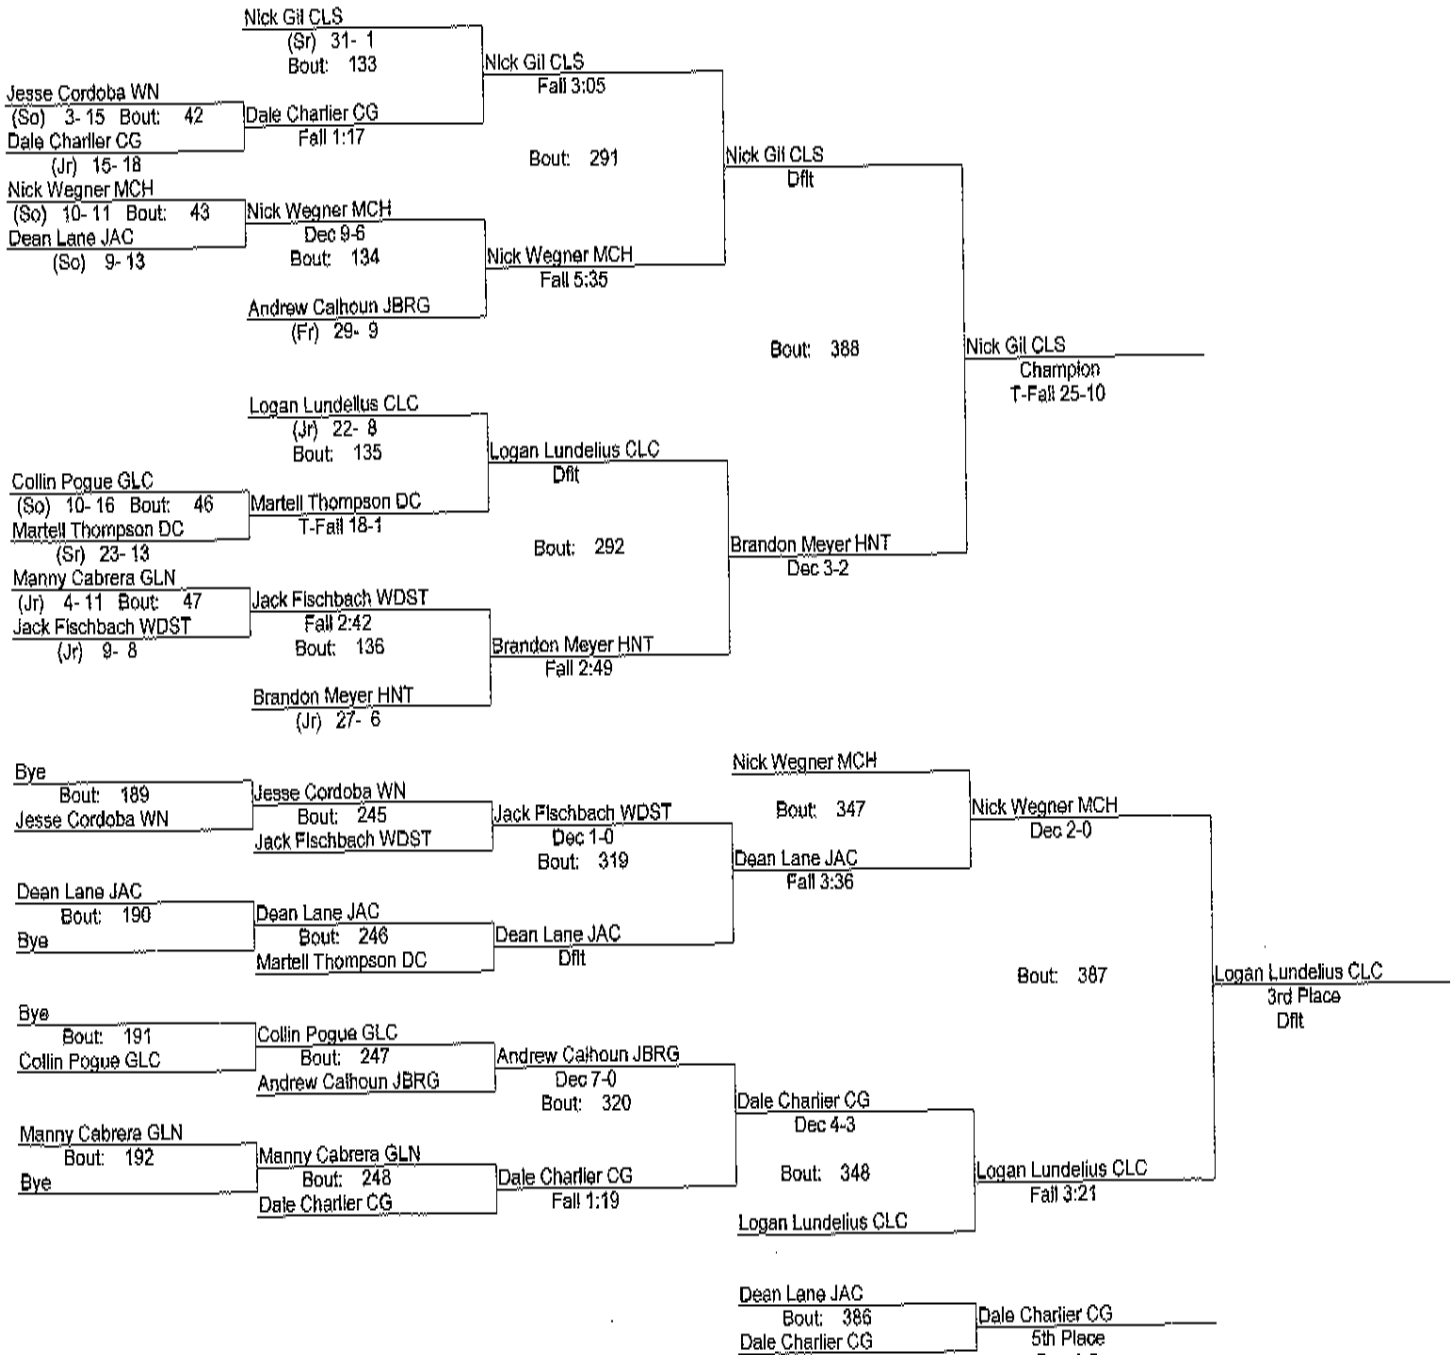 Nick Gil CLS
(Sr) 31- 1
Bout: 133
Nick Gil CLS
Fall 3:05
Jesse Cordoba WN
(So) 3- 15 Bout: 42
Dale Charlier CG
Fall 1:17
Dale Charlier CG
(Jr) 15- 18
Bout: 291
Nick Gil CLS
Dflt
Nick Wegner MCH
(So) 10- 11 Bout: 43
Nick Wegner MCH
Dec 9-6
Dean Lane JAC
(So) 9- 13
Bout: 134
Nick Wegner MCH
Fall 5:35
Andrew Calhoun JBRG
(Fr) 29- 9
Bout: 388
Nick Gil CLS
Champion
T-Fall 25-10
Logan Lundelius CLC
(Jr) 22- 8
Bout: 135
Logan Lundelius CLC
Dflt
Collin Pogue GLC
(So) 10- 16 Bout: 46
Martell Thompson DC
T-Fall 18-1
Martell Thompson DC
(Sr) 23- 13
Bout: 292
Brandon Meyer HNT
Dec 3-2
Manny Cabrera GLN
(Jr) 4- 11 Bout: 47
Jack Fischbach WDST
Fall 2:42
Jack Fischbach WDST
(Jr) 9- 8
Bout: 136
Brandon Meyer HNT
Fall 2:49
Brandon Meyer HNT
(Jr) 27- 6
Bye
Bout: 189
Jesse Cordoba WN
Jesse Cordoba WN
Bout: 245
Jack Fischbach WDST
Jack Fischbach WDST
Dec 1-0
Bout: 319
Nick Wegner MCH
Bout: 347
Nick Wegner MCH
Dec 2-0
Dean Lane JAC
Fall 3:36
Dean Lane JAC
Bout: 190
Bye
Dean Lane JAC
Bout: 246
Martell Thompson DC
Dean Lane JAC
Dflt
Bout: 387
Logan Lundelius CLC
3rd Place
Dflt
Bye
Bout: 191
Collin Pogue GLC
Collin Pogue GLC
Bout: 247
Andrew Calhoun JBRG
Andrew Calhoun JBRG
Dec 7-0
Bout: 320
Dale Charlier CG
Dec 4-3
Manny Cabrera GLN
Bout: 192
Bye
Manny Cabrera GLN
Bout: 248
Dale Charlier CG
Dale Charlier CG
Fall 1:19
Bout: 348
Logan Lundelius CLC
Fall 3:21
Logan Lundelius CLC
Dean Lane JAC
Bout: 386
Dale Charlier CG
Dale Charlier CG
5th Place